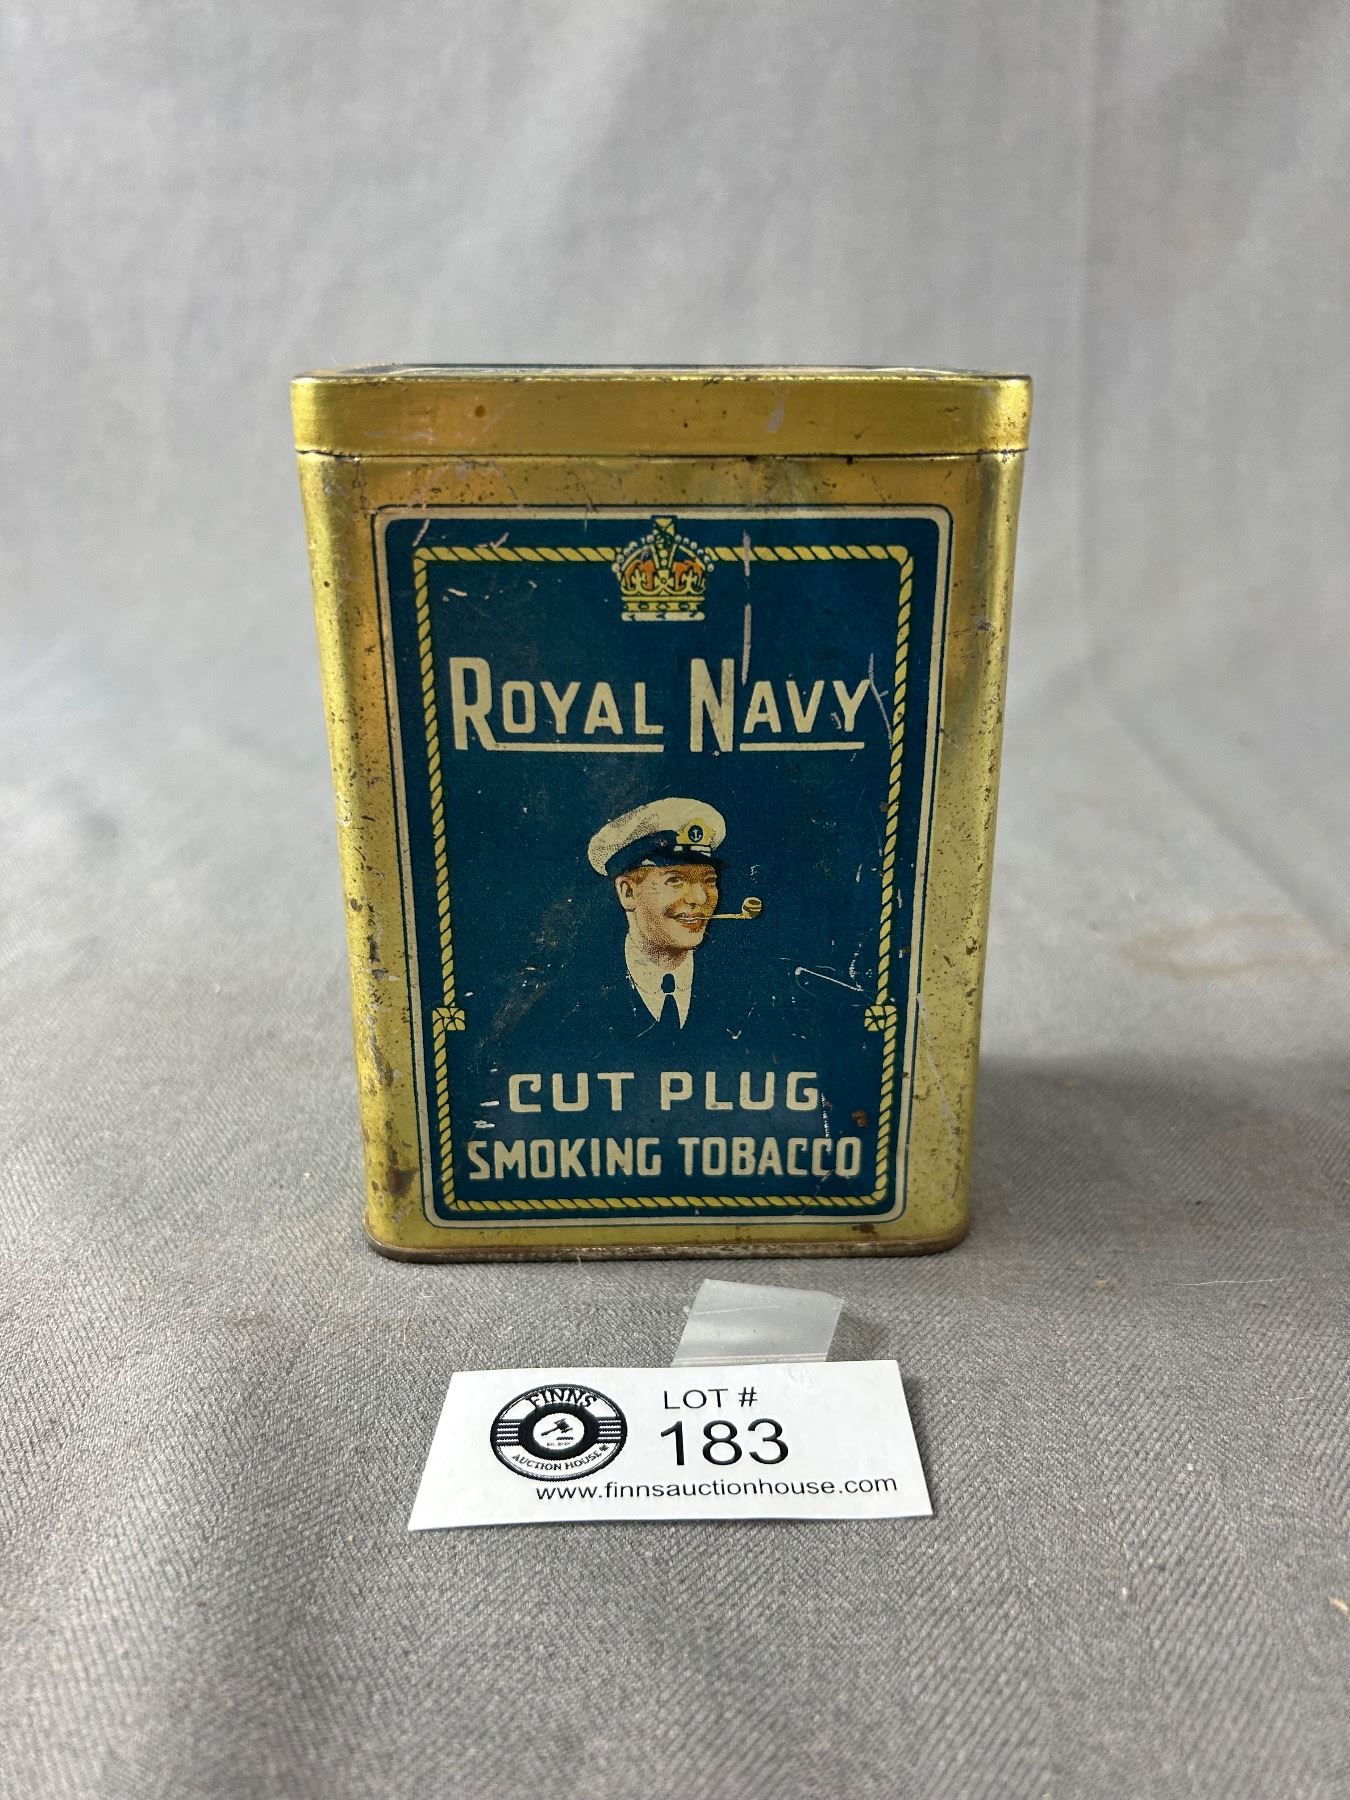 ROYAL NAVY
CUT PLUG
SMOKING TOBACCO
FINNS
AUCTION HOUSE
LOT #
183
www.finnsauctionhouse.com